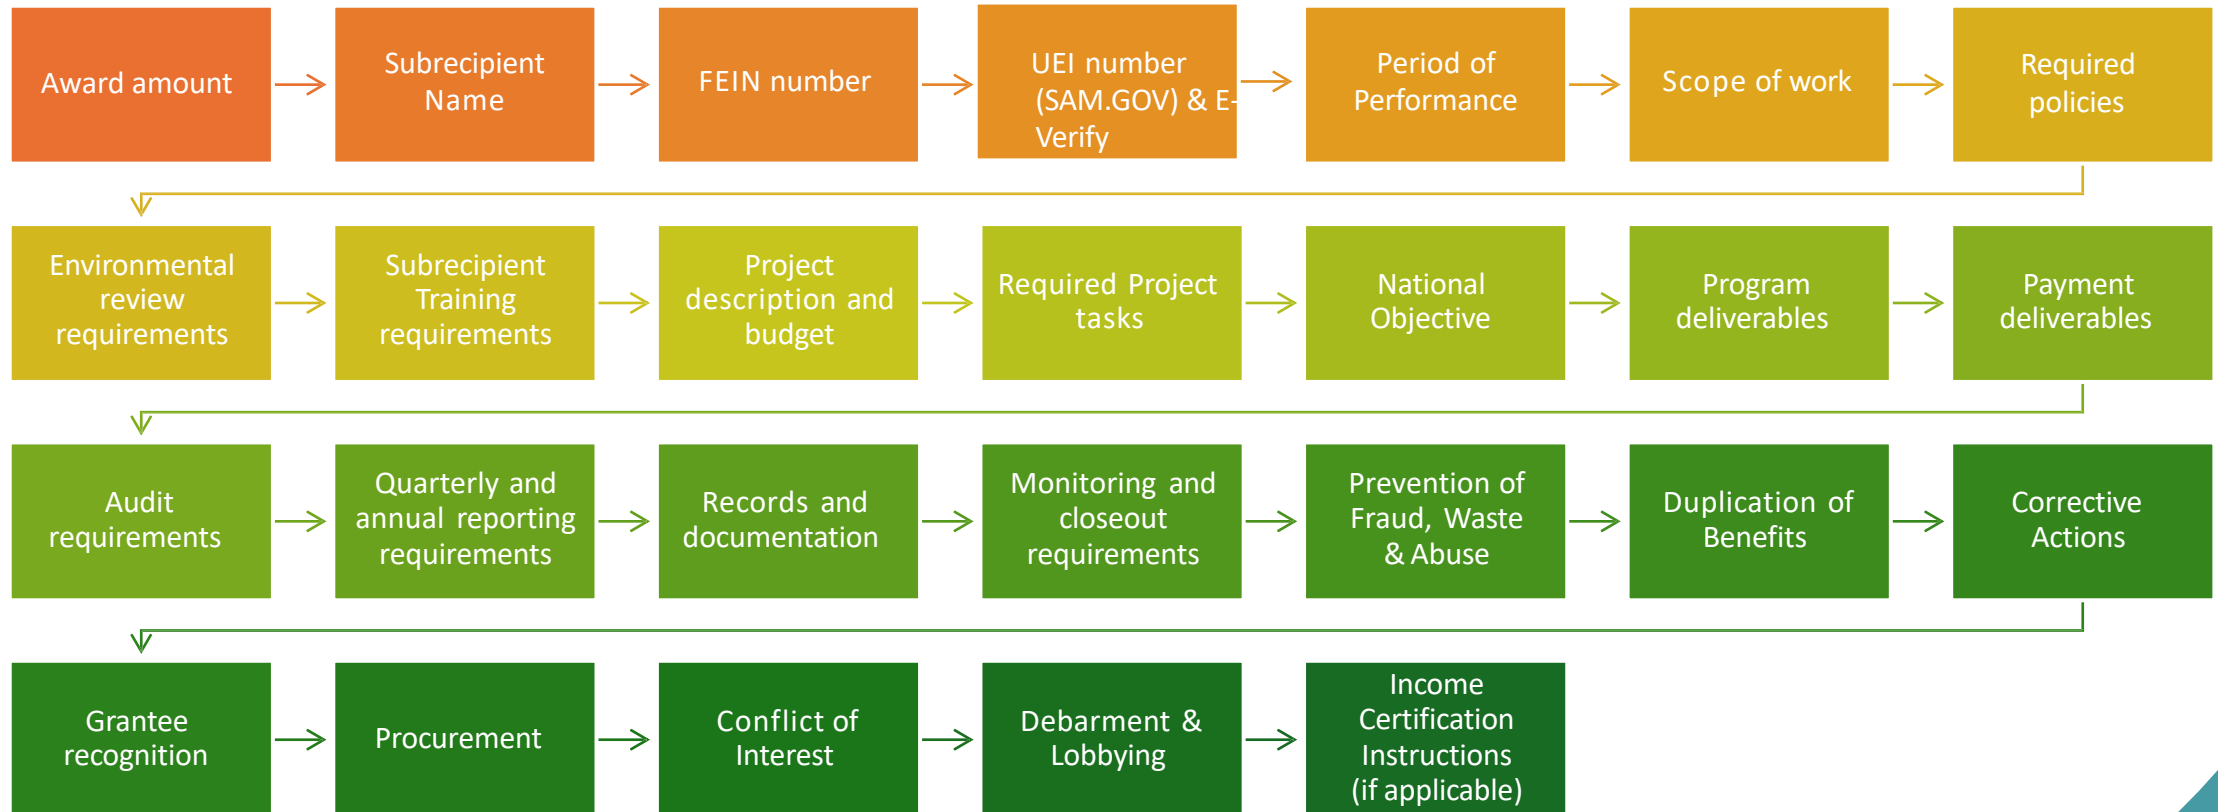 Award amount
Subrecipient
Name
FEIN number
UEI number
(SAM.GOV) & E-
Verify
Period of
Performance
Scope of work
Required
policies
Environmental
review
requirements
Subrecipient
Training
requirements
Project
description and
budget
Required Project
tasks
National
Objective
Program
deliverables
Payment
deliverables
Audit
requirements
Quarterly and
annual reporting
requirements
Records and
documentation
Monitoring and
closeout
requirements
Prevention of
Fraud, Waste
& Abuse
Duplication of
Benefits
Corrective
Actions
Grantee
recognition
Procurement
Conflict of
Interest
Debarment &
Lobbying
Income
Certification
Instructions
(if applicable)